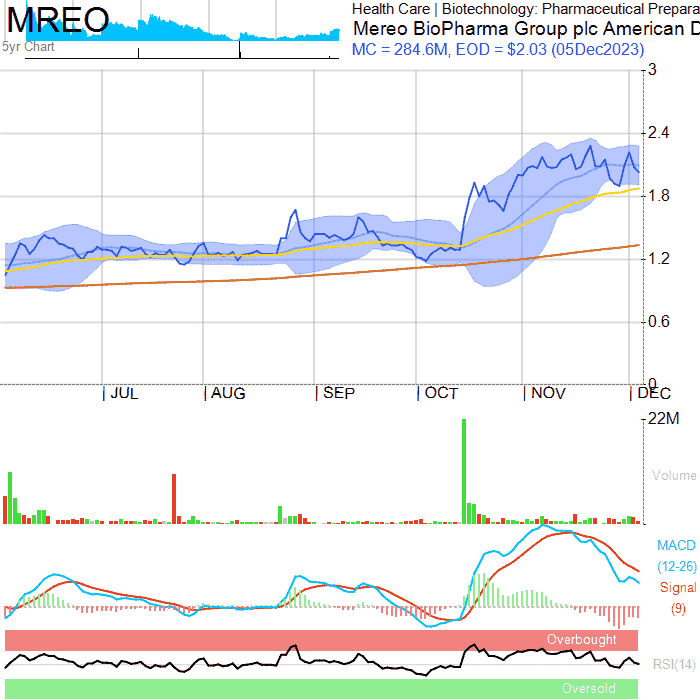 MREO
5yr Chart
Health Care | Biotechnology: Pharmaceutical Prepara
Mereo BioPharma Group plc American D
MC = 284.6M, EOD = $2.03 (05Dec2023)
3
2.4
1.8
1.2
0.6
0
| JUL | AUG | SEP | OCT | NOV | DEC
22M
Volume
MACD
(12-26)
Signal
(9)
Overbought
RSI(14)
Oversold